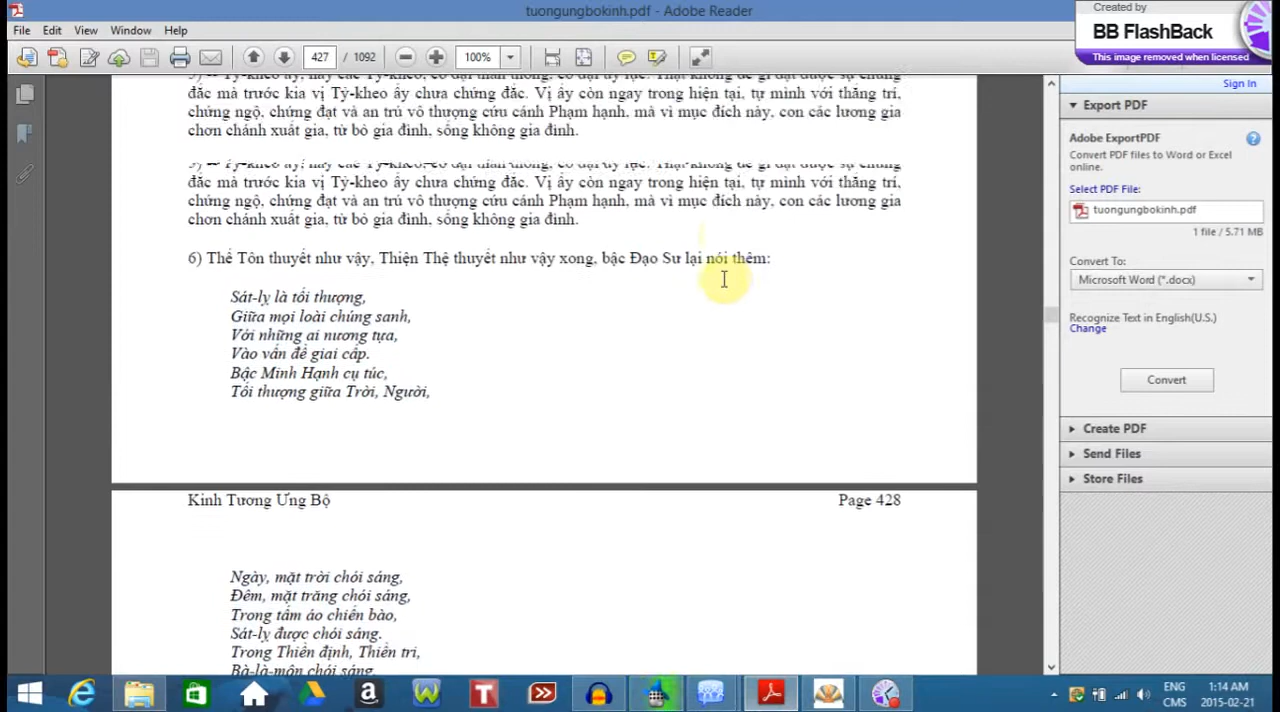 tuongungbokinh.pdf - Adobe Reader
Created by
BB FlashBack
This image removed when licensed
File Edit View Window Help
427 / 1092 100%
Sign In
đắc mà trước kia vị Tỷ-kheo ấy chưa chứng đắc. Vị ấy còn ngay trong hiện tại, tự mình với thắng trí,
chứng ngộ, chứng đạt và an trú vô thượng cứu cánh Phạm hạnh, mà vì mục đích này, con các lương gia
chơn chánh xuất gia, từ bỏ gia đình, sống không gia đình.
đắc mà trước kia vị Tỷ-kheo ấy chưa chứng đắc. Vị ấy còn ngay trong hiện tại, tự mình với thắng trí,
chứng ngộ, chứng đạt và an trú vô thượng cứu cánh Phạm hạnh, mà vì mục đích này, con các lương gia
chơn chánh xuất gia, từ bỏ gia đình, sống không gia đình.
6) Thế Tôn thuyết như vậy, Thiện Thệ thuyết như vậy xong, bậc Đạo Sư lại nói thêm:
Sát-lỵ là tối thượng,
Giữa mọi loài chúng sanh,
Với những ai nương tựa,
Vào vấn đề giai cấp.
Bậc Minh Hạnh cụ túc,
Tối thượng giữa Trời, Người,
Kinh Tương Ưng Bộ Page 428
Ngày, mặt trời chói sáng,
Đêm, mặt trăng chói sáng,
Trong tấm áo chiến bào,
Sát-lỵ được chói sáng.
Trong Thiền định, Thiền tri,
Bà-la-môn chói sáng.
Export PDF
Adobe ExportPDF
Convert PDF files to Word or Excel
online.
Select PDF File:
tuongungbokinh.pdf
1 file / 5.71 MB
Convert To:
Microsoft Word (*.docx)
Recognize Text in English(U.S.)
Change
Convert
Create PDF
Send Files
Store Files
ENG 1:14 AM
CMS 2015-02-21